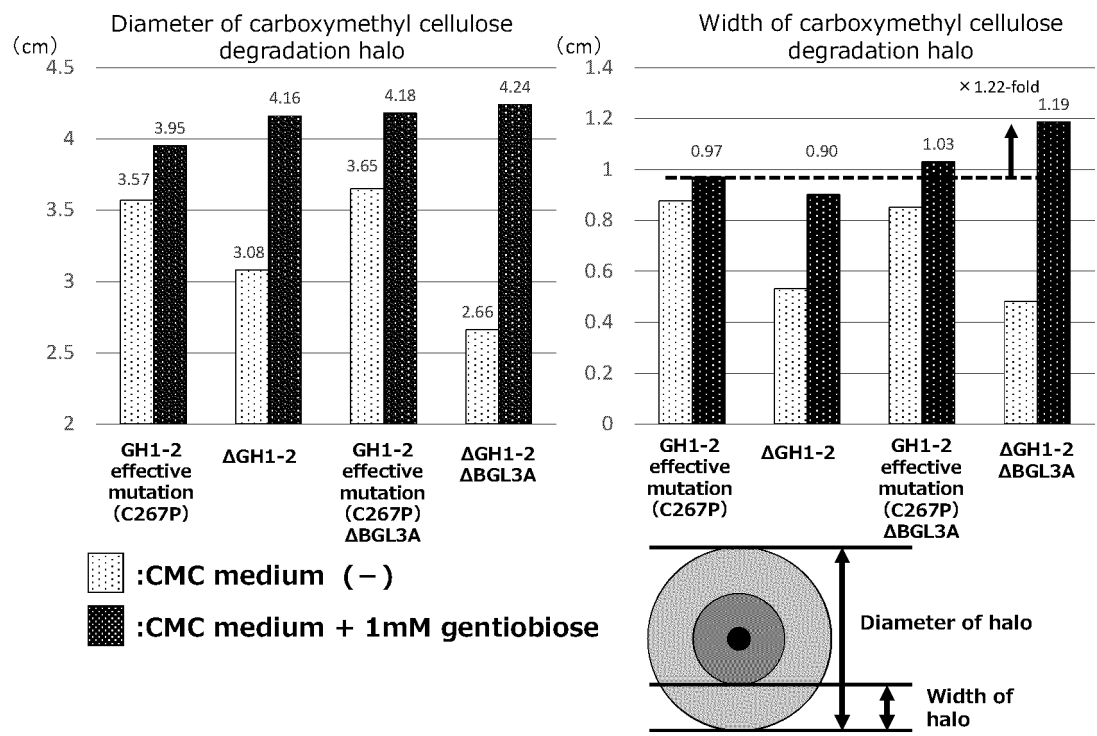 Diameter of carboxymethyl cellulose
degradation halo
(cm)
4.5
4
3.5
3
2.5
2
3.57
3.95
3.08
4.16
3.65
4.18
2.66
4.24
GH1-2
effective
mutation
(C267P)
ΔGH1-2
GH1-2
effective
mutation
(C267P)
ΔBGL3A
ΔGH1-2
ΔBGL3A
Width of carboxymethyl cellulose
degradation halo
(cm)
1.4
1.2
1
0.8
0.6
0.4
0.2
0
0.97
0.90
1.03
×1.22-fold
1.19
GH1-2
effective
mutation
(C267P)
ΔGH1-2
GH1-2
effective
mutation
(C267P)
ΔBGL3A
ΔGH1-2
ΔBGL3A
:CMC medium (−)
:CMC medium + 1mM gentiobiose
Diameter of halo
Width of
halo